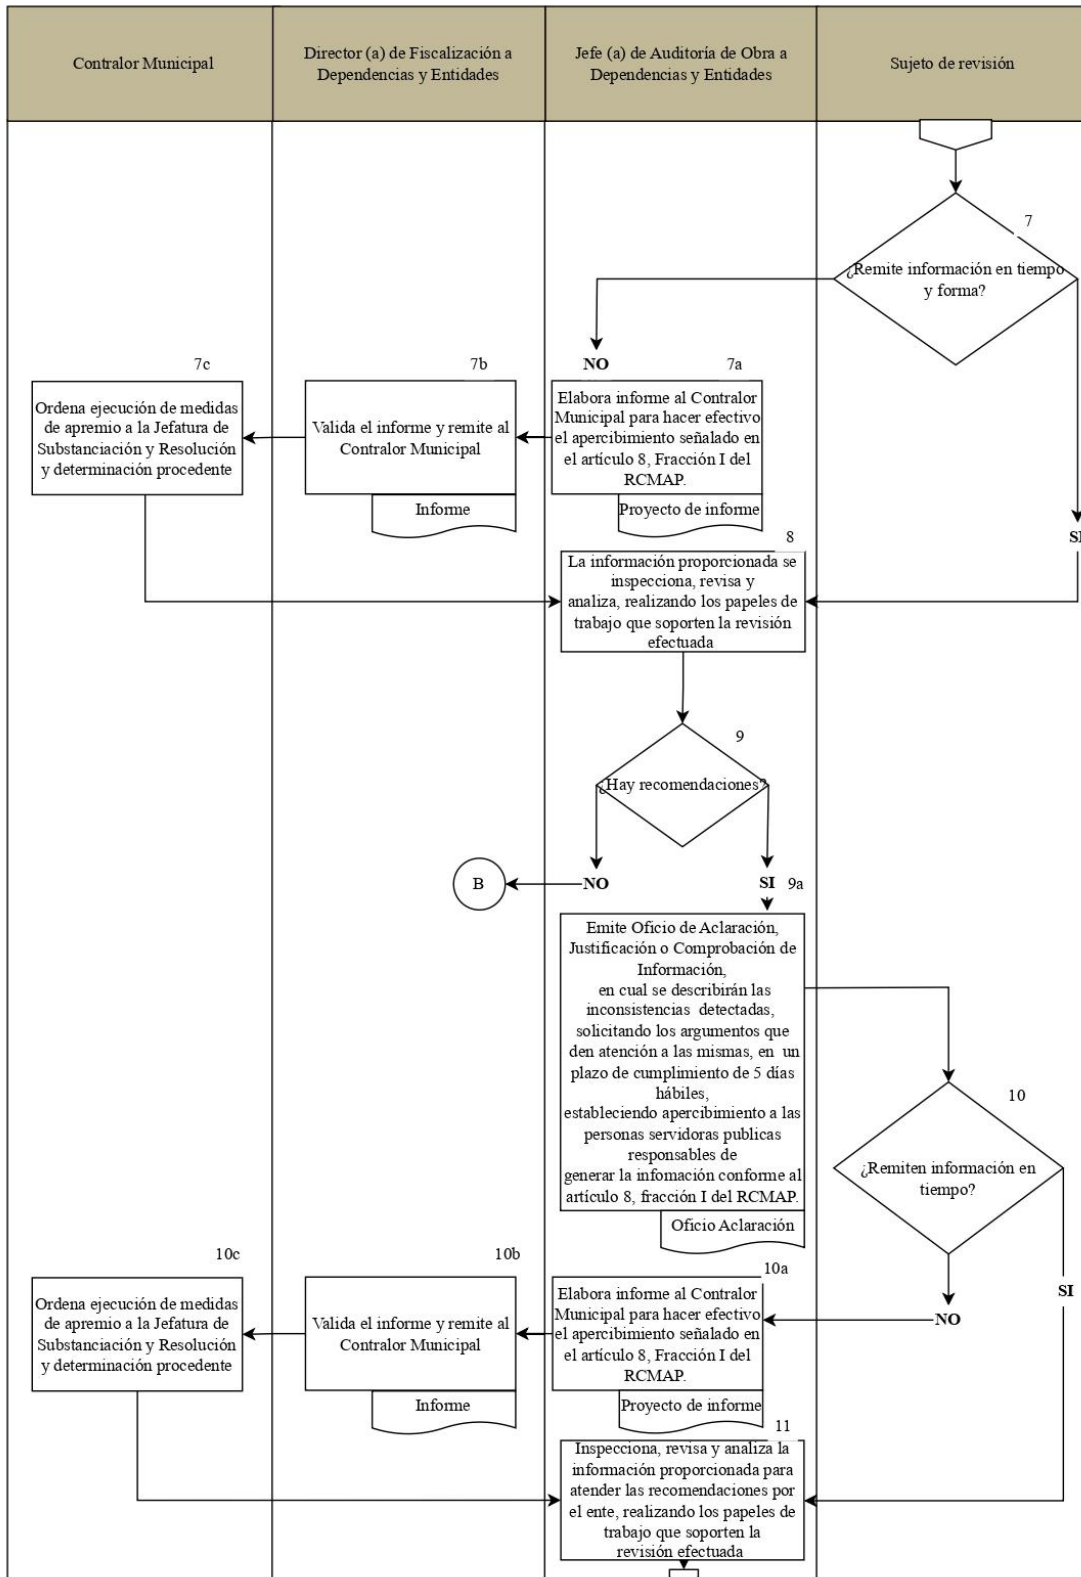 Contralor Municipal
Director (a) de Fiscalización a
Dependencias y Entidades
Jefe (a) de Auditoría de Obra a
Dependencias y Entidades
Sujeto de revisión
7
¿Remite información en tiempo
y forma?
NO
SI
7a
Elabora informe al Contralor
Municipal para hacer efectivo
el apercibimiento señalado en
el artículo 8, Fracción I del
RCMAP.
Proyecto de informe
7b
Valida el informe y remite al
Contralor Municipal
Informe
7c
Ordena ejecución de medidas
de apremio a la Jefatura de
Substanciación y Resolución
y determinación procedente
8
La información proporcionada se
inspecciona, revisa y
analiza, realizando los papeles de
trabajo que soporten la revisión
efectuada
9
¿Hay recomendaciones?
B
NO
SI
9a
Emite Oficio de Aclaración,
Justificación o Comprobación de
Información,
en cual se describirán las
inconsistencias detectadas,
solicitando los argumentos que
den atención a las mismas, en un
plazo de cumplimiento de 5 días
hábiles,
estableciendo apercibimiento a las
personas servidoras publicas
responsables de
generar la infomación conforme al
artículo 8, fracción I del RCMAP.
Oficio Aclaración
10
¿Remiten información en
tiempo?
SI
NO
10a
Elabora informe al Contralor
Municipal para hacer efectivo
el apercibimiento señalado en
el artículo 8, Fracción I del
RCMAP.
Proyecto de informe
10b
Valida el informe y remite al
Contralor Municipal
Informe
10c
Ordena ejecución de medidas
de apremio a la Jefatura de
Substanciación y Resolución
y determinación procedente
11
Inspecciona, revisa y analiza la
información proporcionada para
atender las recomendaciones por
el ente, realizando los papeles de
trabajo que soporten la
revisión efectuada